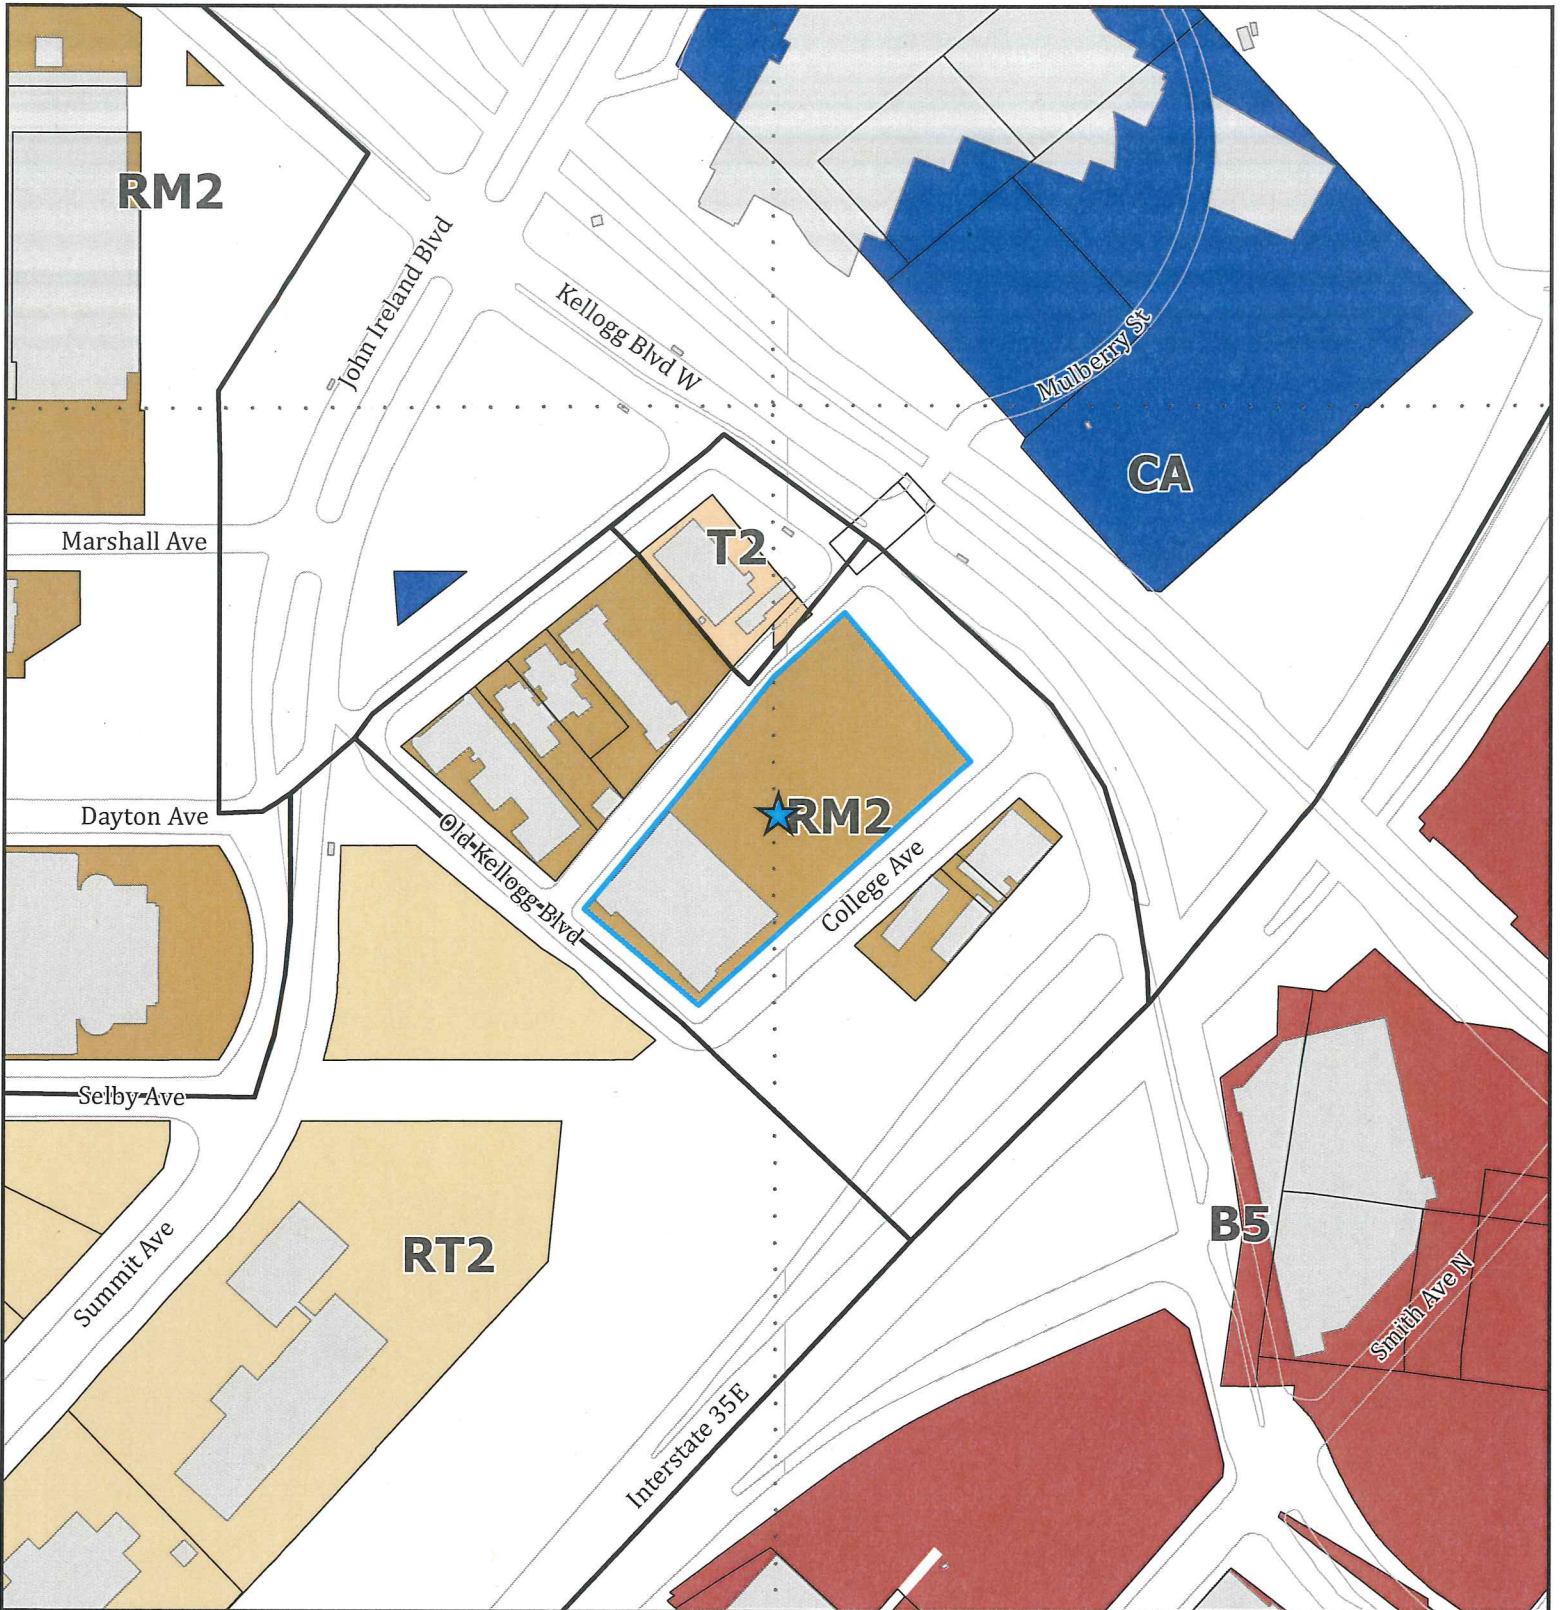 RM2
John Ireland Blvd
Kellogg Blvd W
Mulberry St
CA
Marshall Ave
T2
Dayton Ave
Old Kellogg Blvd
RM2
College Ave
Selby Ave
Summit Ave
RT2
B5
Smith Ave N
Interstate 35E